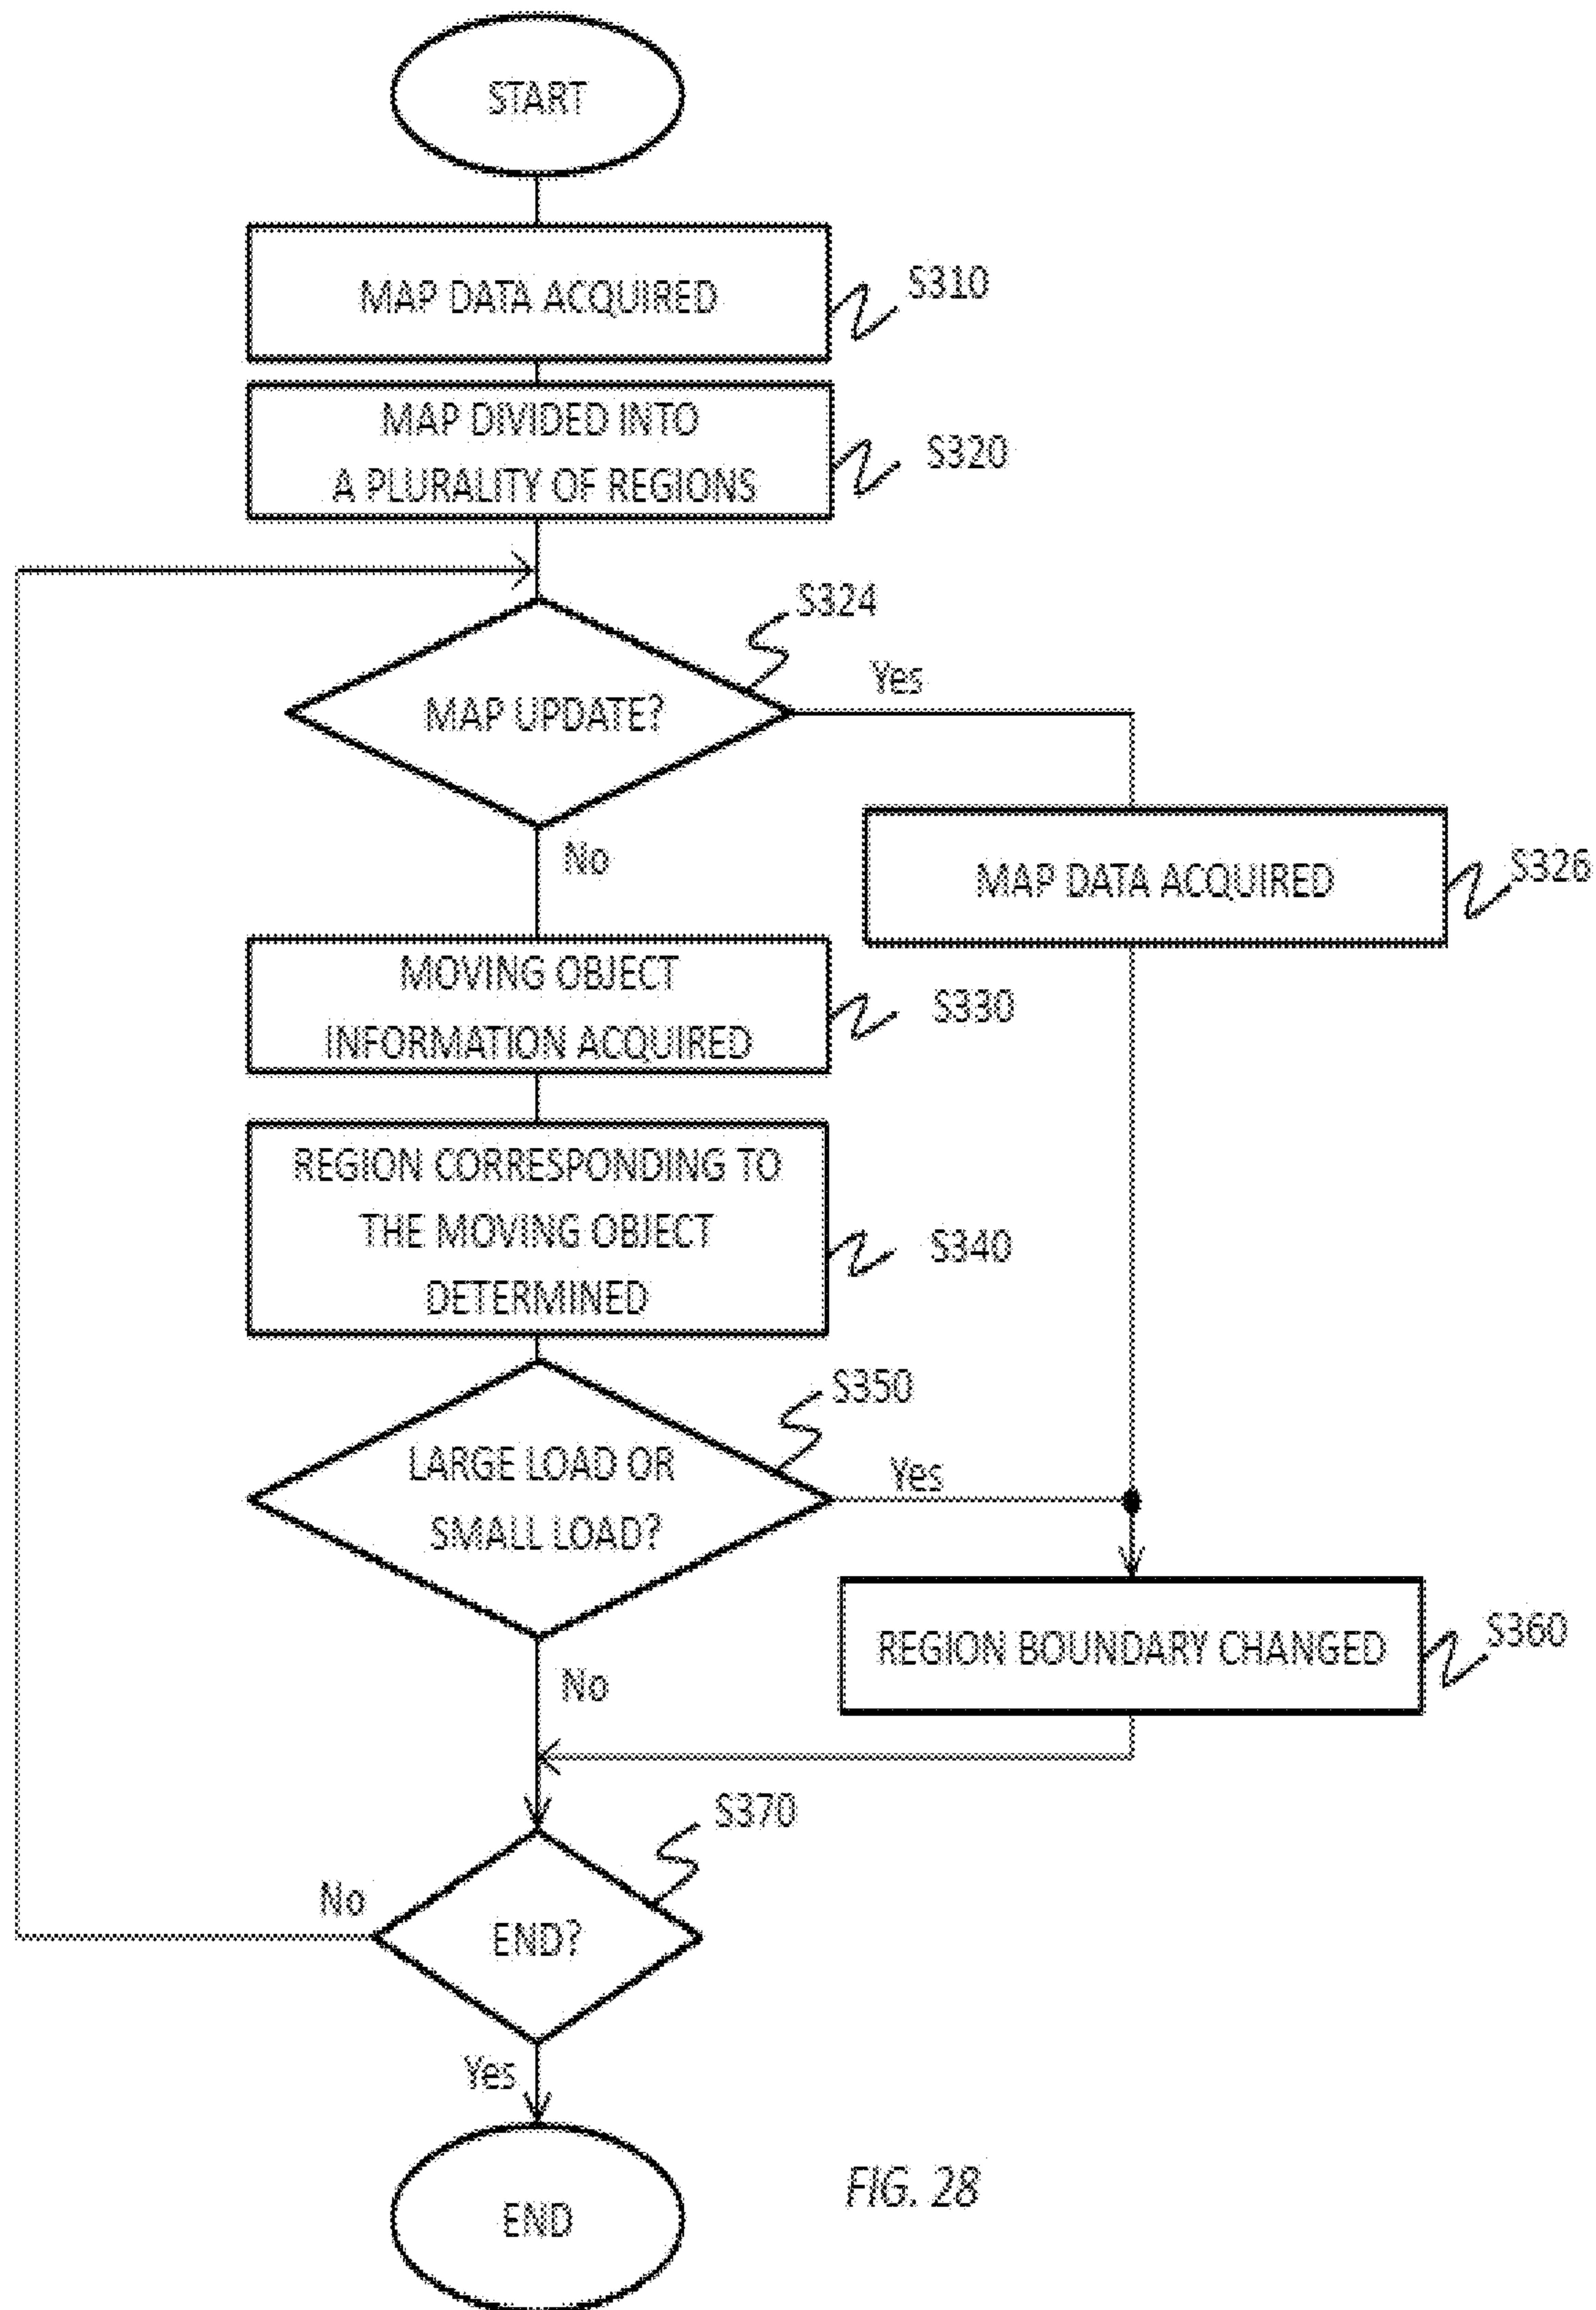 START
MAP DATA ACQUIRED
S310
MAP DIVIDED INTO
A PLURALITY OF REGIONS
S320
S324
MAP UPDATE?
Yes
No
MAP DATA ACQUIRED
S326
MOVING OBJECT
INFORMATION ACQUIRED
S330
REGION CORRESPONDING TO
THE MOVING OBJECT
DETERMINED
S340
S350
LARGE LOAD OR
SMALL LOAD?
Yes
No
REGION BOUNDARY CHANGED
S360
S370
END?
No
Yes
END
FIG. 28